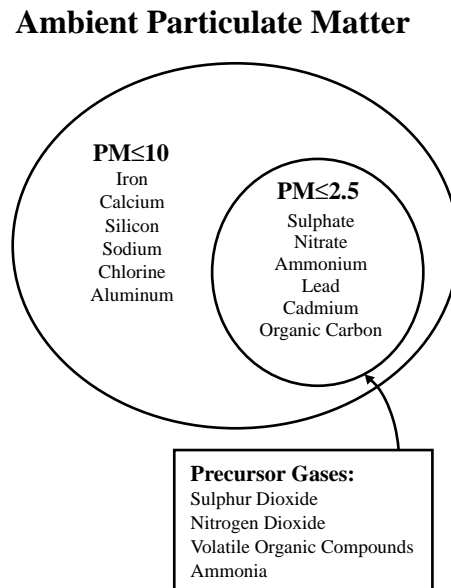 Ambient Particulate Matter
PM≤10
Iron
Calcium
Silicon
Sodium
Chlorine
Aluminum
PM≤2.5
Sulphate
Nitrate
Ammonium
Lead
Cadmium
Organic Carbon
Precursor Gases:
Sulphur Dioxide
Nitrogen Dioxide
Volatile Organic Compounds
Ammonia